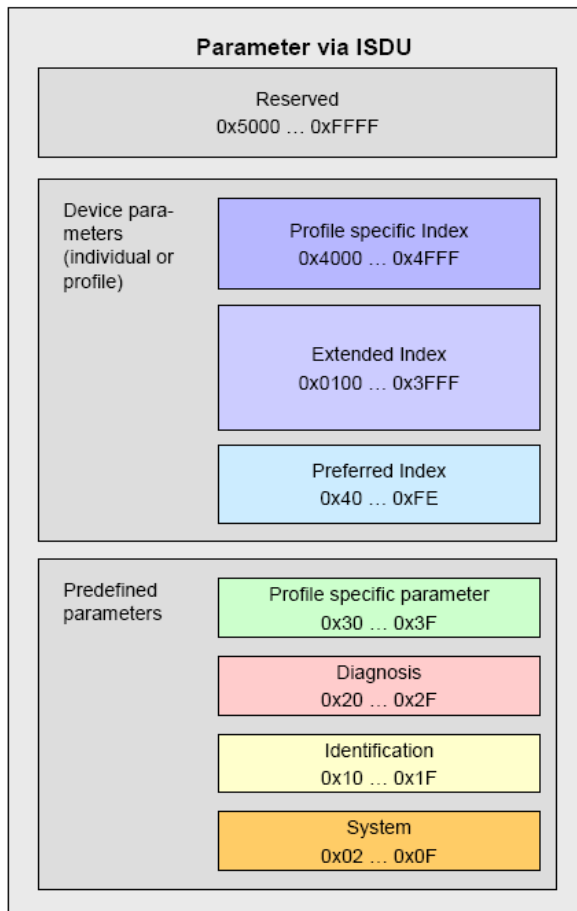 Parameter via ISDU
Reserved
0x5000 … 0xFFFF
Device para-
meters
(individual or
profile)
Profile specific Index
0x4000 … 0x4FFF
Extended Index
0x0100 … 0x3FFF
Preferred Index
0x40 … 0xFE
Predefined
parameters
Profile specific parameter
0x30 … 0x3F
Diagnosis
0x20 … 0x2F
Identification
0x10 … 0x1F
System
0x02 … 0x0F